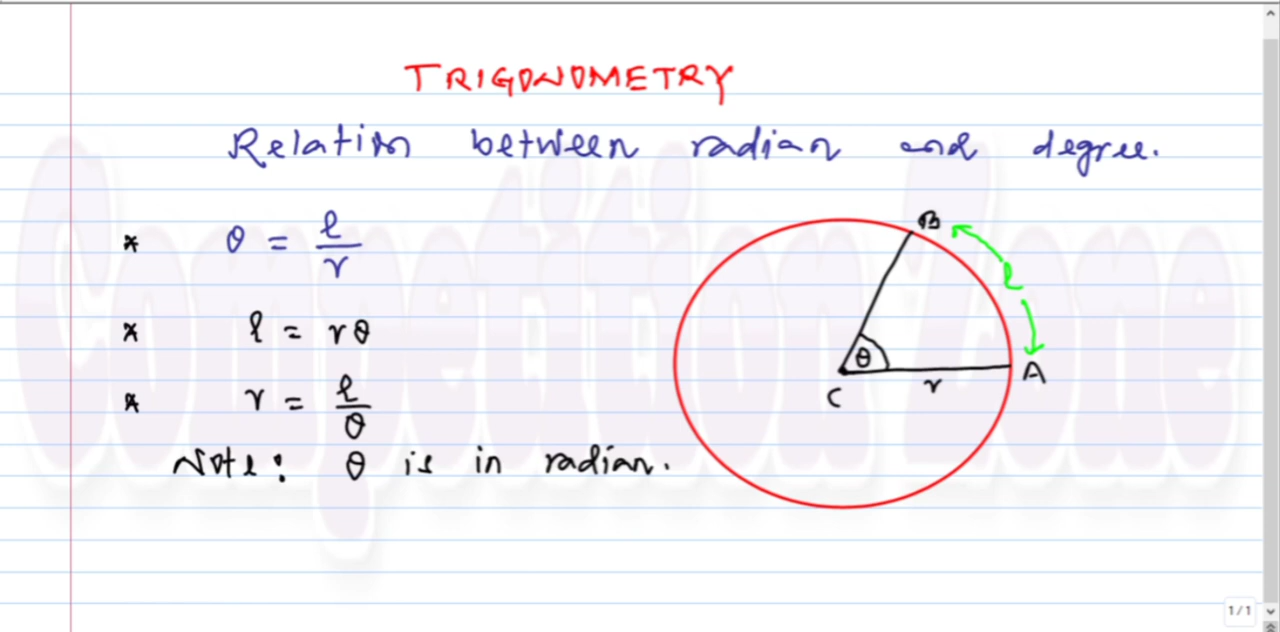 TRIGONOMETRY
Relation between radian and degree.
* θ = l/r
* l = rθ
* r = l/θ
Note: θ is in radian.
B
l
θ
C
r
A
Competition Zone
1/1